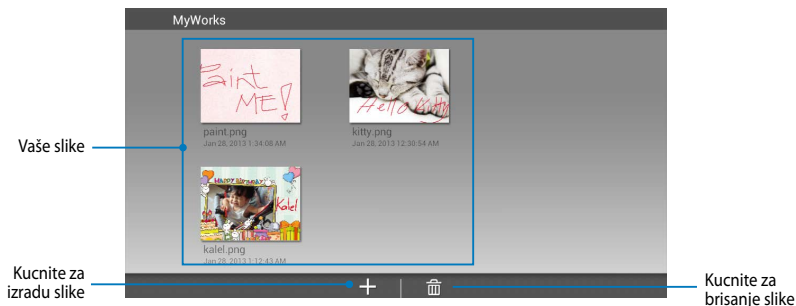 MyWorks
Paint
ME!
paint.png
Jan 28, 2013 1:34:08 AM
Hello Kitty
kitty.png
Jan 28, 2013 12:30:54 AM
Vaše slike
HAPPY BIRTHDAY
Kalel
kalel.png
Jan 28, 2013 1:12:43 AM
Kucnite za
izradu slike
Kucnite za
brisanje slike